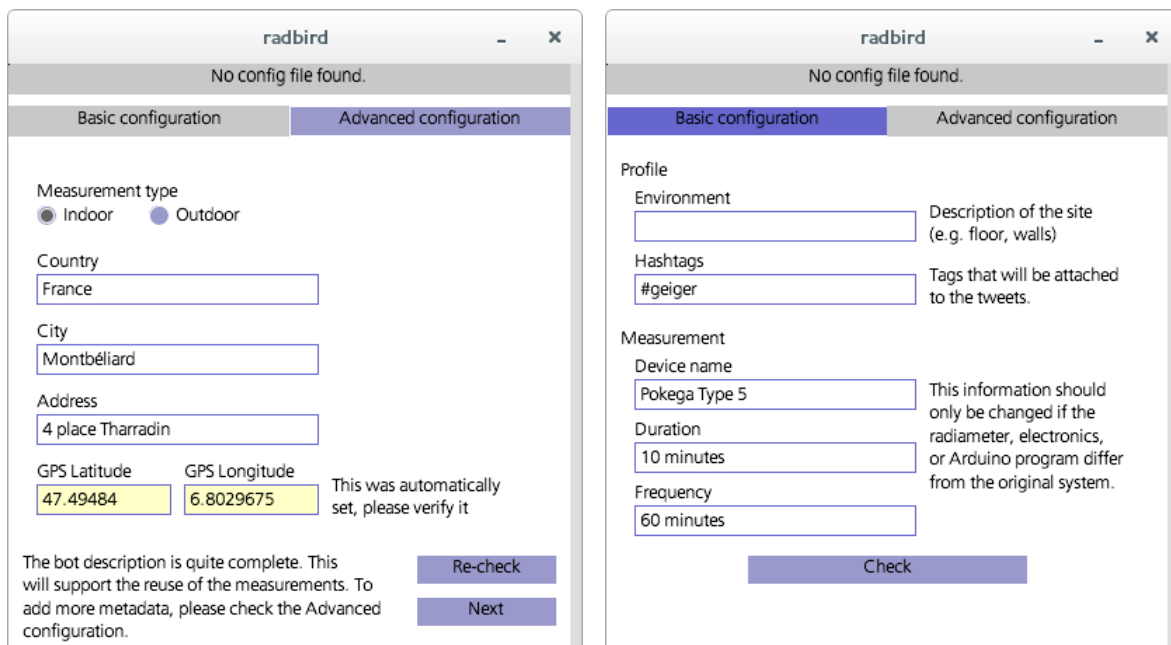 radbird
No config file found.
Basic configuration
Advanced configuration
Measurement type
Indoor
Outdoor
Country
France
City
Montbéliard
Address
4 place Tharradin
GPS Latitude
GPS Longitude
47.49484
6.8029675
This was automatically
set, please verify it
The bot description is quite complete. This
will support the reuse of the measurements. To
add more metadata, please check the Advanced
configuration.
Re-check
Next
radbird
No config file found.
Basic configuration
Advanced configuration
Profile
Environment
Description of the site
(e.g. floor, walls)
Hashtags
#geiger
Tags that will be attached
to the tweets.
Measurement
Device name
Pokega Type 5
Duration
10 minutes
Frequency
60 minutes
This information should
only be changed if the
radiameter, electronics,
or Arduino program differ
from the original system.
Check